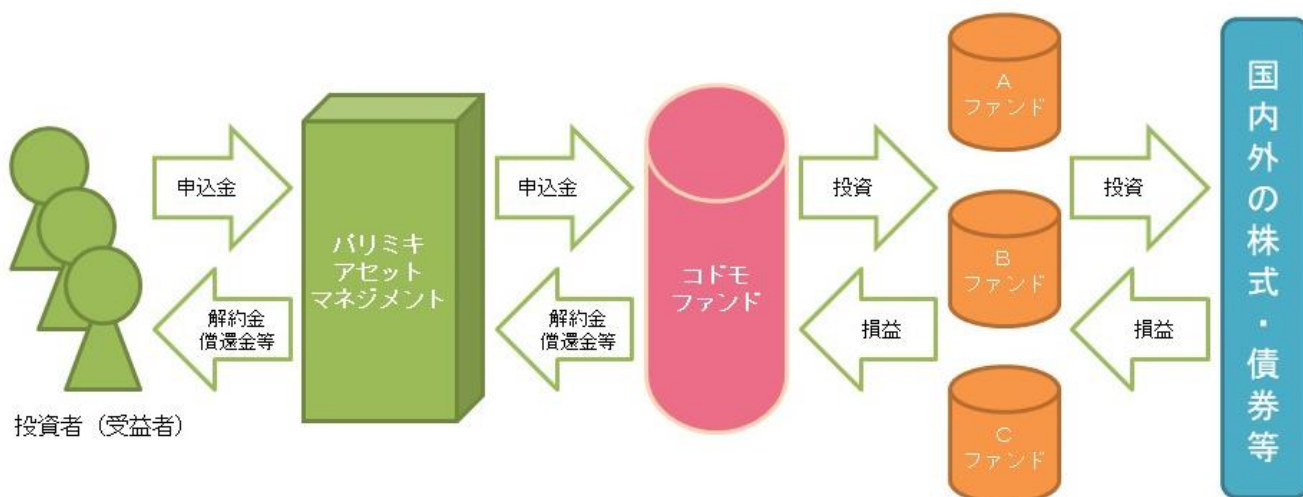 申込金
解約金
償還金等
投資者（受益者）
パリミキ
アセット
マネジメント
申込金
解約金
償還金等
コドモ
ファンド
投資
損益
A
ファンド
B
ファンド
C
ファンド
投資
損益
国内外の株式・債券等